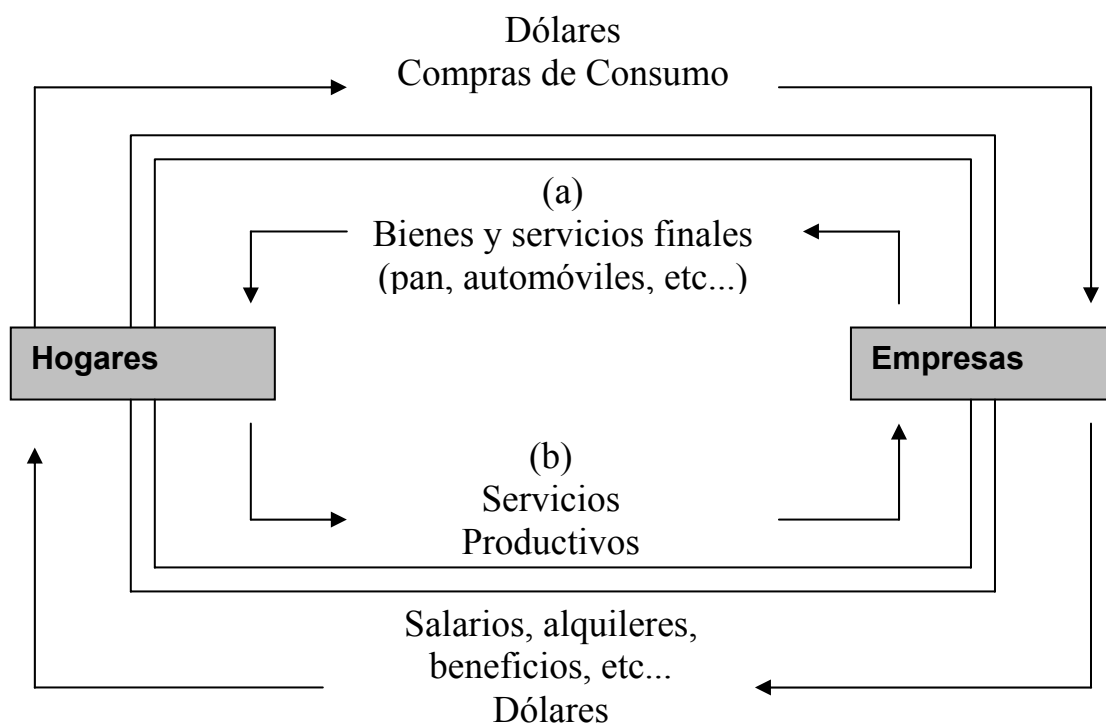 Dólares
Compras de Consumo
(a)
Bienes y servicios finales
(pan, automóviles, etc...)
Hogares
Empresas
(b)
Servicios
Productivos
Salarios, alquileres,
beneficios, etc...
Dólares